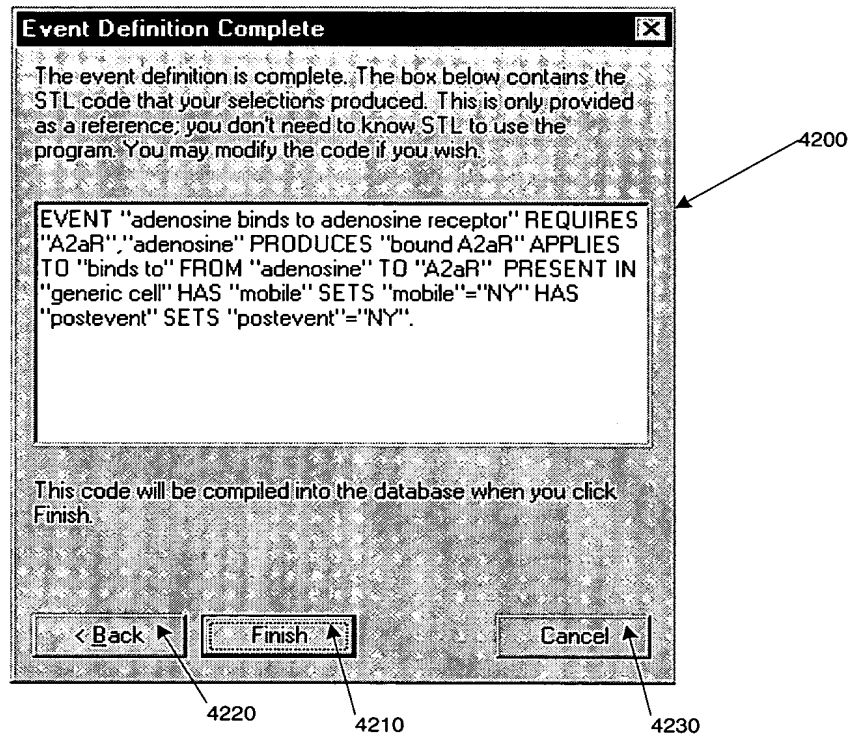 Event Definition Complete
The event definition is complete. The box below contains the
STL code that your selections produced. This is only provided
as a reference; you don't need to know STL to use the
program. You may modify the code if you wish.
4200
EVENT "adenosine binds to adenosine receptor" REQUIRES
"A2aR","adenosine" PRODUCES "bound A2aR" APPLIES
TO "binds to" FROM "adenosine" TO "A2aR" PRESENT IN
"generic cell" HAS "mobile" SETS "mobile"="NY" HAS
"postevent" SETS "postevent"="NY".
This code will be compiled into the database when you click
Finish.
< Back
Finish
Cancel
4220
4210
4230